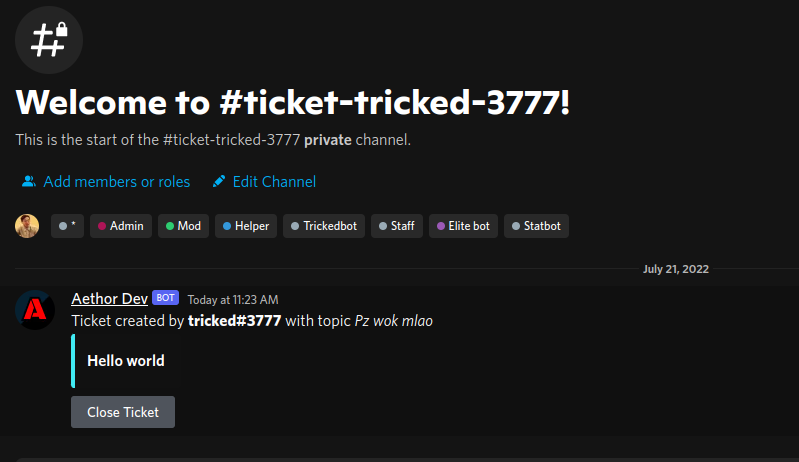 Welcome to #ticket-tricked-3777!
This is the start of the #ticket-tricked-3777 private channel.
Add members or roles Edit Channel
* Admin Mod Helper Trickedbot Staff Elite bot Statbot
July 21, 2022
Aethor Dev BOT Today at 11:23 AM
Ticket created by tricked#3777 with topic Pz wok mlao
Hello world
Close Ticket